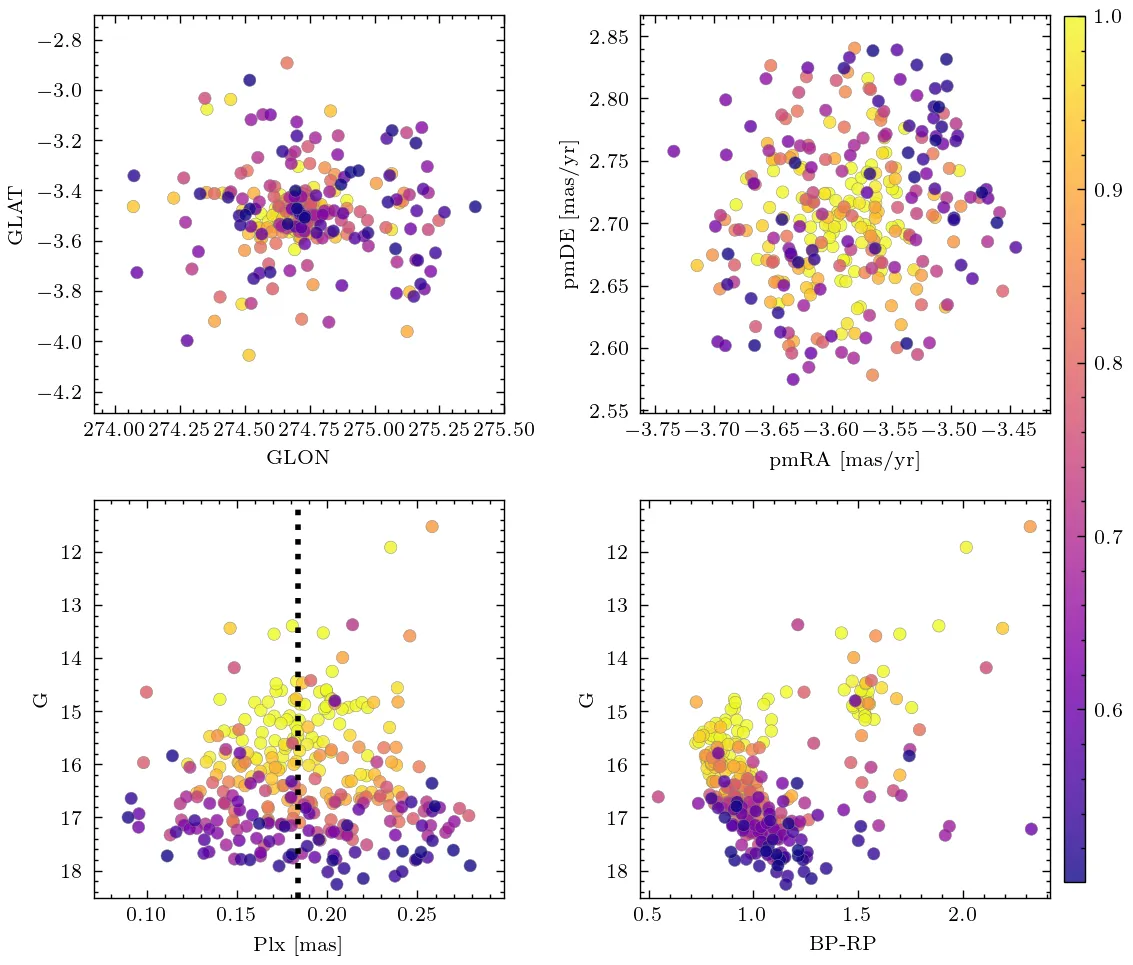 −2.8
−3.0
−3.2
−3.4
−3.6
−3.8
−4.0
−4.2
GLAT
274.00 274.25 274.50 274.75 275.00 275.25 275.50
GLON
2.85
2.80
2.75
2.70
2.65
2.60
2.55
pmDE [mas/yr]
−3.75 −3.70 −3.65 −3.60 −3.55 −3.50 −3.45
pmRA [mas/yr]
1.0
0.9
0.8
0.7
0.6
12
13
14
15
16
17
18
G
0.10 0.15 0.20 0.25
Plx [mas]
12
13
14
15
16
17
18
G
0.5 1.0 1.5 2.0
BP-RP